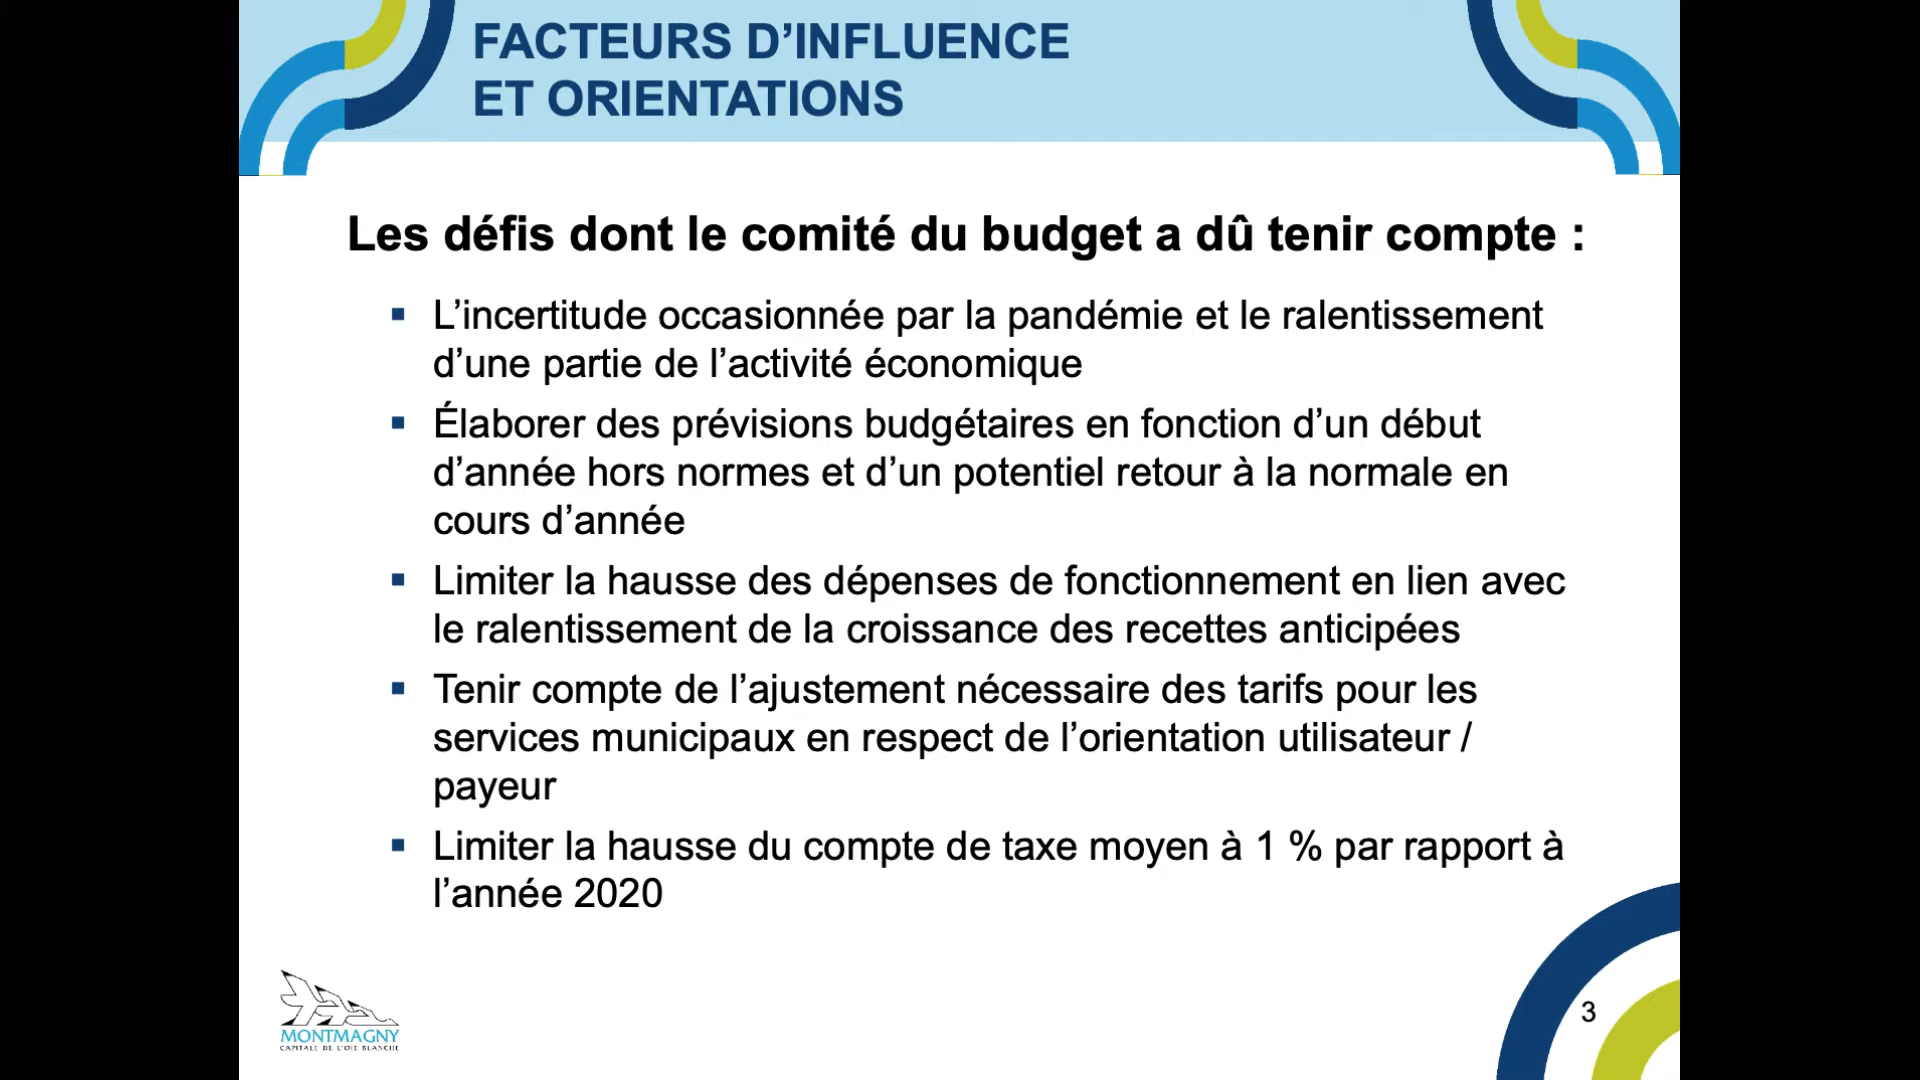 FACTEURS D’INFLUENCE
ET ORIENTATIONS
Les défis dont le comité du budget a dû tenir compte :
▪ L’incertitude occasionnée par la pandémie et le ralentissement
d’une partie de l’activité économique
▪ Élaborer des prévisions budgétaires en fonction d’un début
d’année hors normes et d’un potentiel retour à la normale en
cours d’année
▪ Limiter la hausse des dépenses de fonctionnement en lien avec
le ralentissement de la croissance des recettes anticipées
▪ Tenir compte de l’ajustement nécessaire des tarifs pour les
services municipaux en respect de l’orientation utilisateur /
payeur
▪ Limiter la hausse du compte de taxe moyen à 1 % par rapport à
l’année 2020
MONTMAGNY
CAPITALE DE L’OIE BLANCHE
3